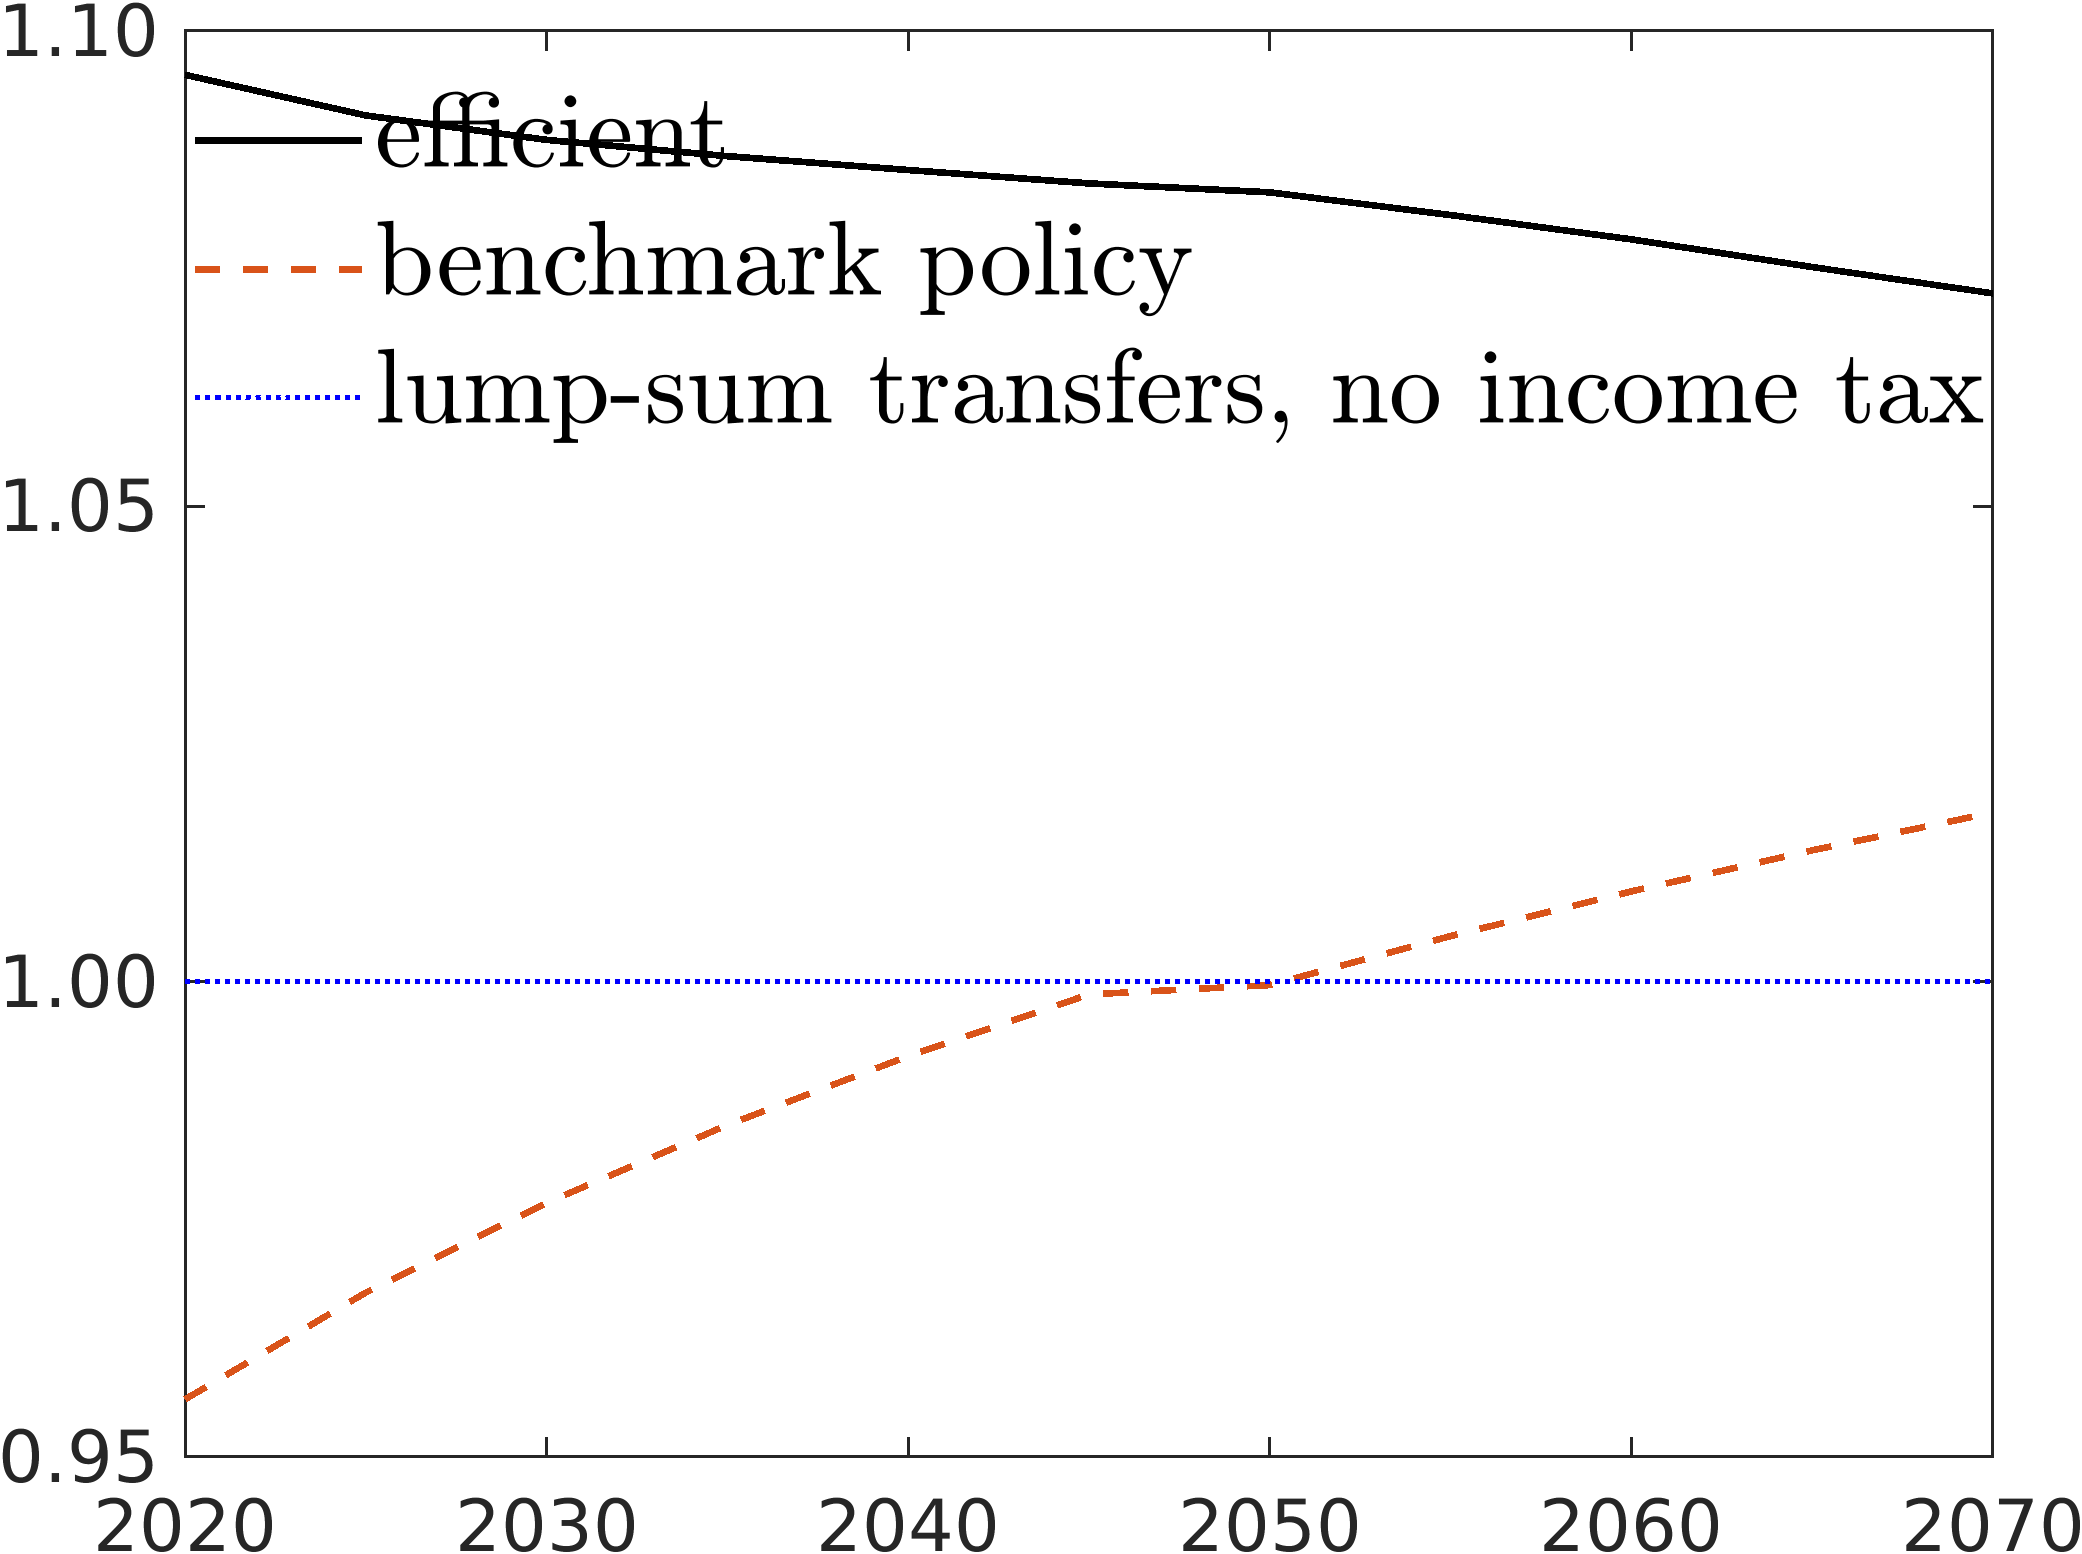 1.10
efficient
benchmark policy
lump-sum transfers, no income tax
1.05
1.00
0.95
2020 2030 2040 2050 2060 2070